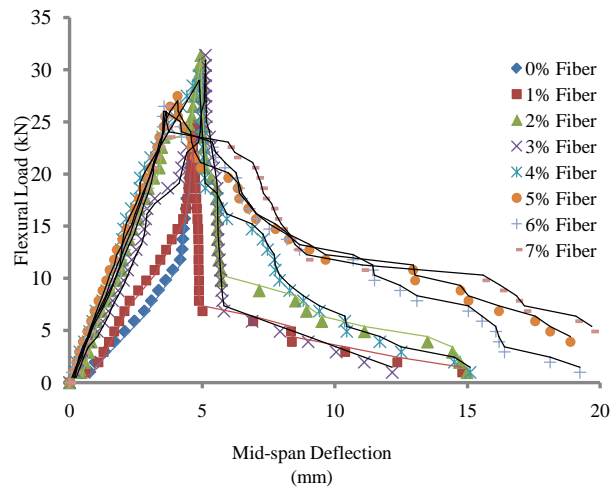 35
30
25
20
15
10
5
0
Flexural Load (kN)
0% Fiber
1% Fiber
2% Fiber
3% Fiber
4% Fiber
5% Fiber
6% Fiber
7% Fiber
0 5 10 15 20
Mid-span Deflection
(mm)